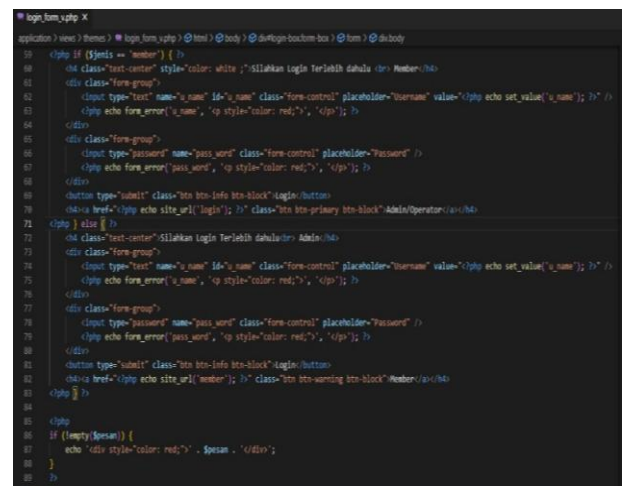 login_form_v.php X
application > views > themes > login_form_v.php > html > body > div#login-box.form-box > form > div.body
59 <?php if ($jenis == 'member') { ?>
60 <h4 class="text-center" style="color: white ;">Silahkan Login Terlebih dahulu <br> Member</h4>
61 <div class="form-group">
62 <input type="text" name="u_name" id="u_name" class="form-control" placeholder="Username" value="<?php echo set_value('u_name'); ?>" />
63 <?php echo form_error('u_name', '<p style="color: red;">', '</p>'); ?>
64 </div>
65 <div class="form-group">
66 <input type="password" name="pass_word" class="form-control" placeholder="Password" />
67 <?php echo form_error('pass_word', '<p style="color: red;">', '</p>'); ?>
68 </div>
69 <button type="submit" class="btn btn-info btn-block">Login</button>
70 <h4><a href="<?php echo site_url('login'); ?>" class="btn btn-primary btn-block">Admin/Operator</a></h4>
71 <?php } else { ?>
72 <h4 class="text-center">Silahkan Login Terlebih dahulu<br> Admin</h4>
73 <div class="form-group">
74 <input type="text" name="u_name" id="u_name" class="form-control" placeholder="Username" value="<?php echo set_value('u_name'); ?>" />
75 <?php echo form_error('u_name', '<p style="color: red;">', '</p>'); ?>
76 </div>
77 <div class="form-group">
78 <input type="password" name="pass_word" class="form-control" placeholder="Password" />
79 <?php echo form_error('pass_word', '<p style="color: red;">', '</p>'); ?>
80 </div>
81 <button type="submit" class="btn btn-info btn-block">Login</button>
82 <h4><a href="<?php echo site_url('member'); ?>" class="btn btn-warning btn-block">Member</a></h4>
83 <?php } ?>
84
85 <?php
86 if (!empty($pesan)) {
87 echo '<div style="color: red;">' . $pesan . '</div>';
88 }
89 ?>